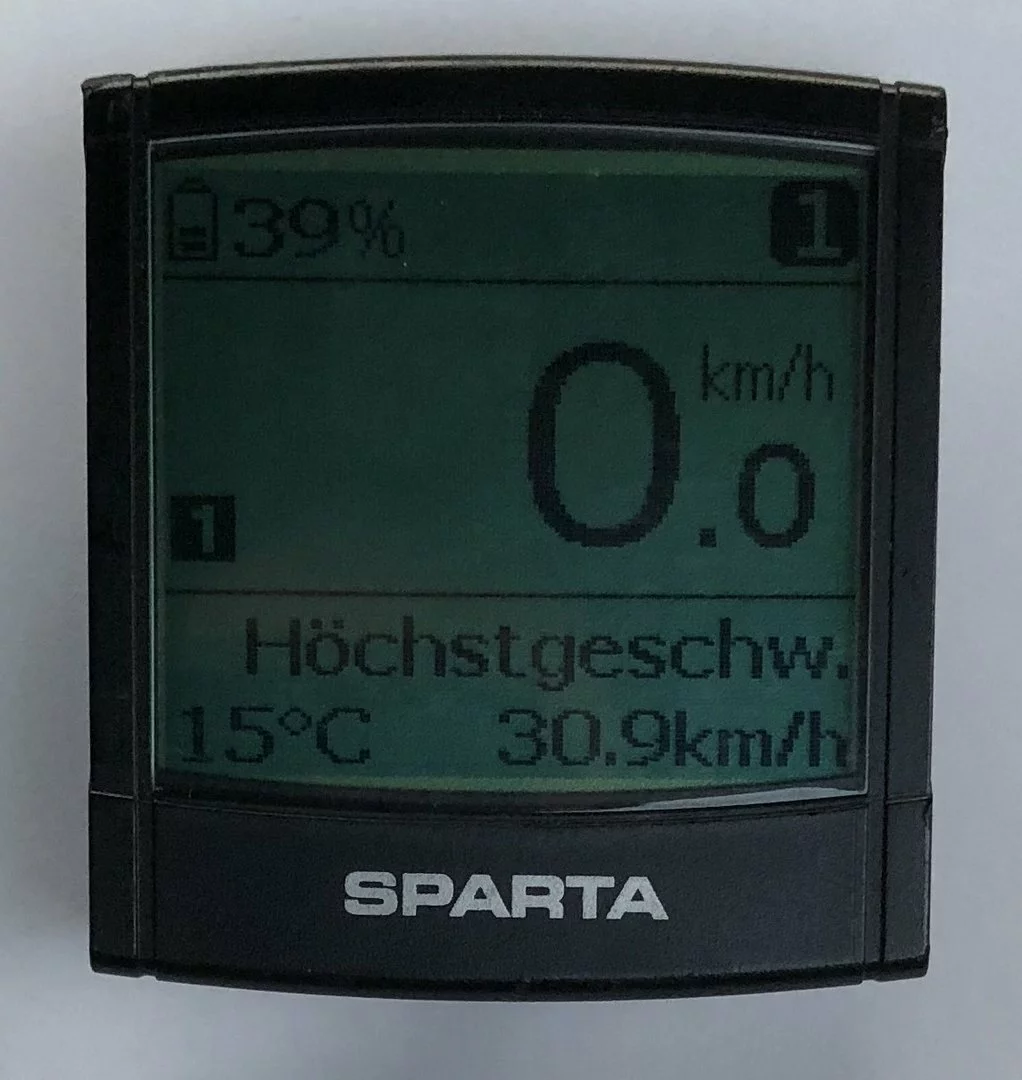 39% 1
km/h
0.0
1
Höchstgeschw.
15°C 30.9km/h
SPARTA